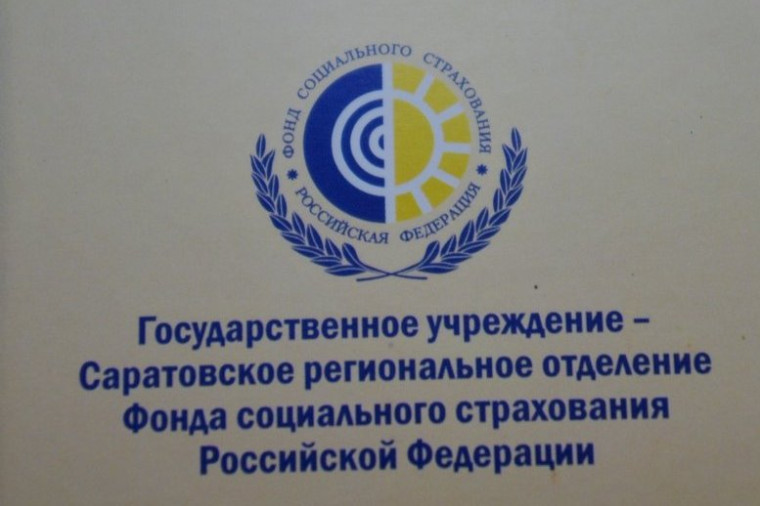 ФОНД СОЦИАЛЬНОГО СТРАХОВАНИЯ
РОССИЙСКАЯ ФЕДЕРАЦИЯ
Государственное учреждение –
Саратовское региональное отделение
Фонда социального страхования
Российской Федерации